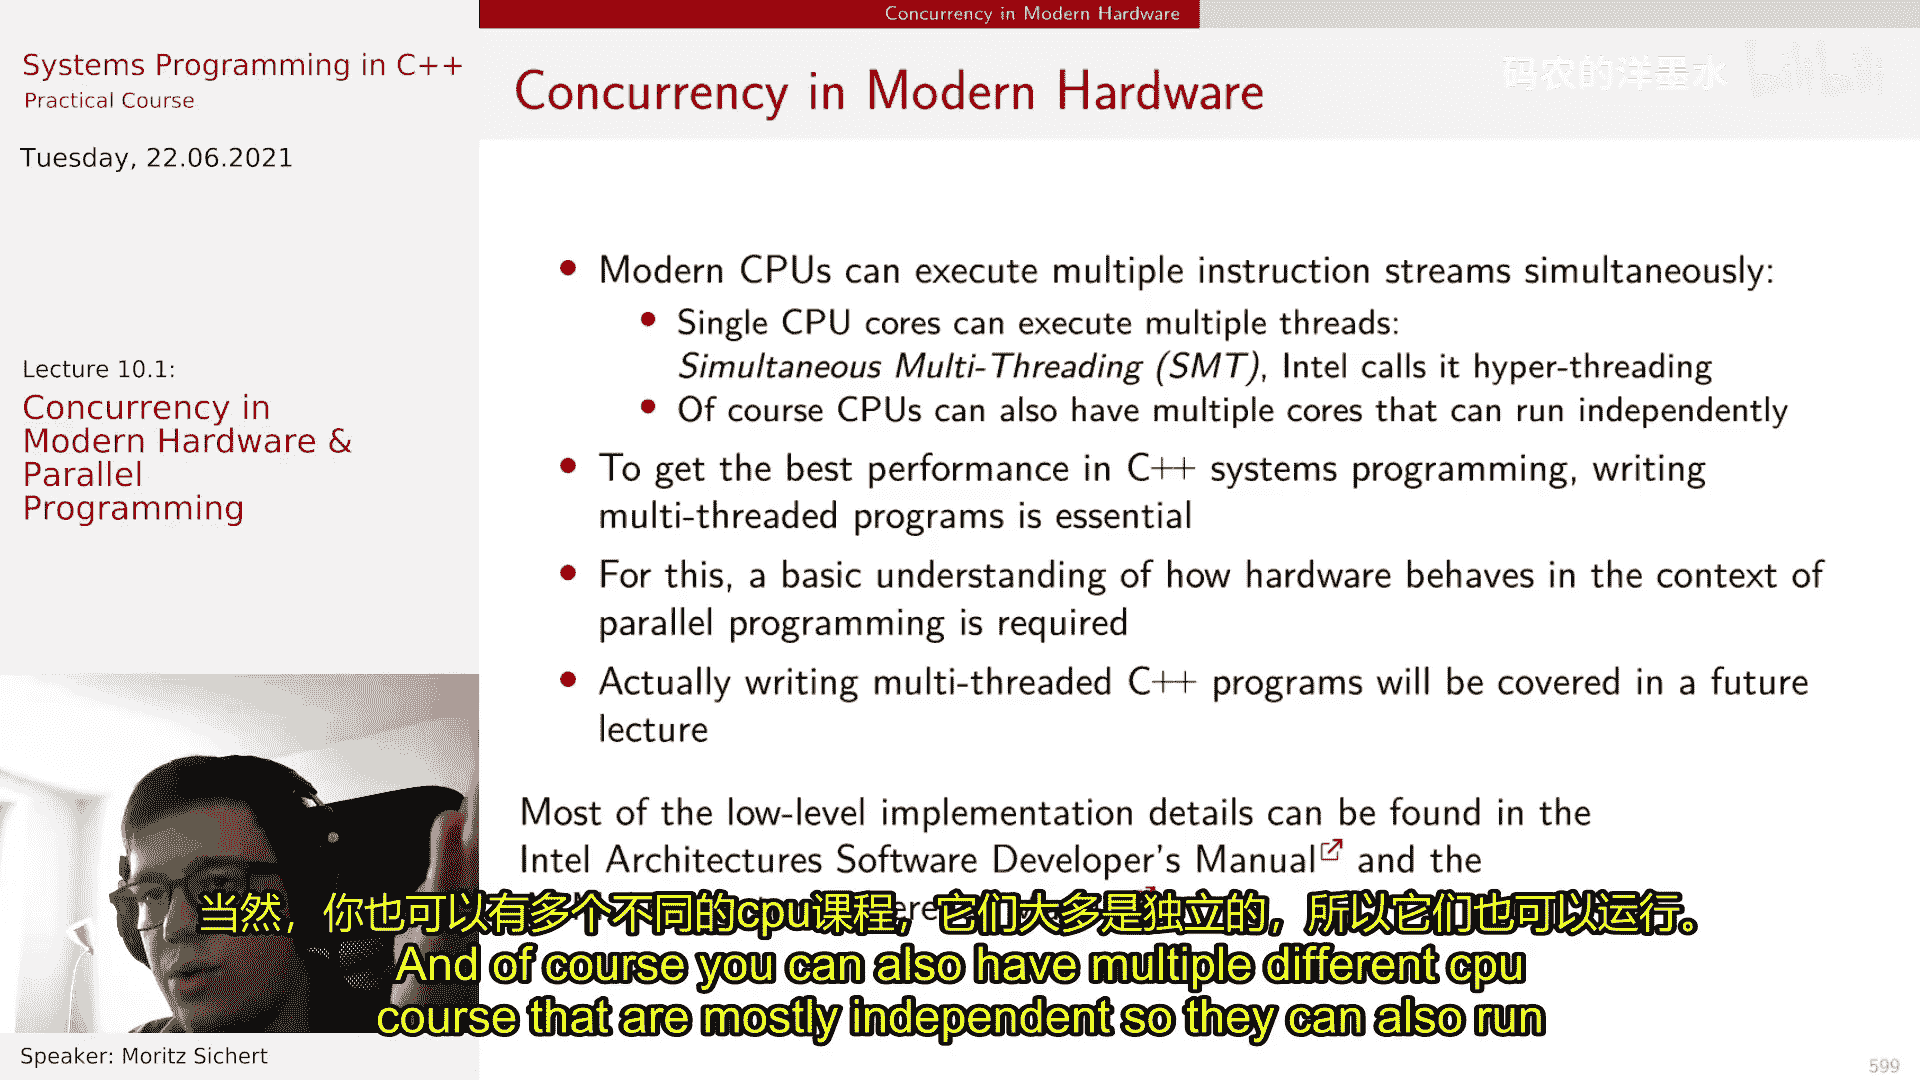 Concurrency in Modern Hardware
Systems Programming in C++
Practical Course
Tuesday, 22.06.2021
Lecture 10.1:
Concurrency in
Modern Hardware &
Parallel
Programming
Concurrency in Modern Hardware
码农的洋墨水
• Modern CPUs can execute multiple instruction streams simultaneously:
• Single CPU cores can execute multiple threads:
Simultaneous Multi-Threading (SMT), Intel calls it hyper-threading
• Of course CPUs can also have multiple cores that can run independently
• To get the best performance in C++ systems programming, writing
multi-threaded programs is essential
• For this, a basic understanding of how hardware behaves in the context of
parallel programming is required
• Actually writing multi-threaded C++ programs will be covered in a future
lecture
Most of the low-level implementation details can be found in the
Intel Architectures Software Developer's Manual and the
当然，你也可以有多个不同的cpu课程，它们大多是独立的，所以它们也可以运行。
And of course you can also have multiple different cpu
course that are mostly independent so they can also run
Speaker: Moritz Sichert
599